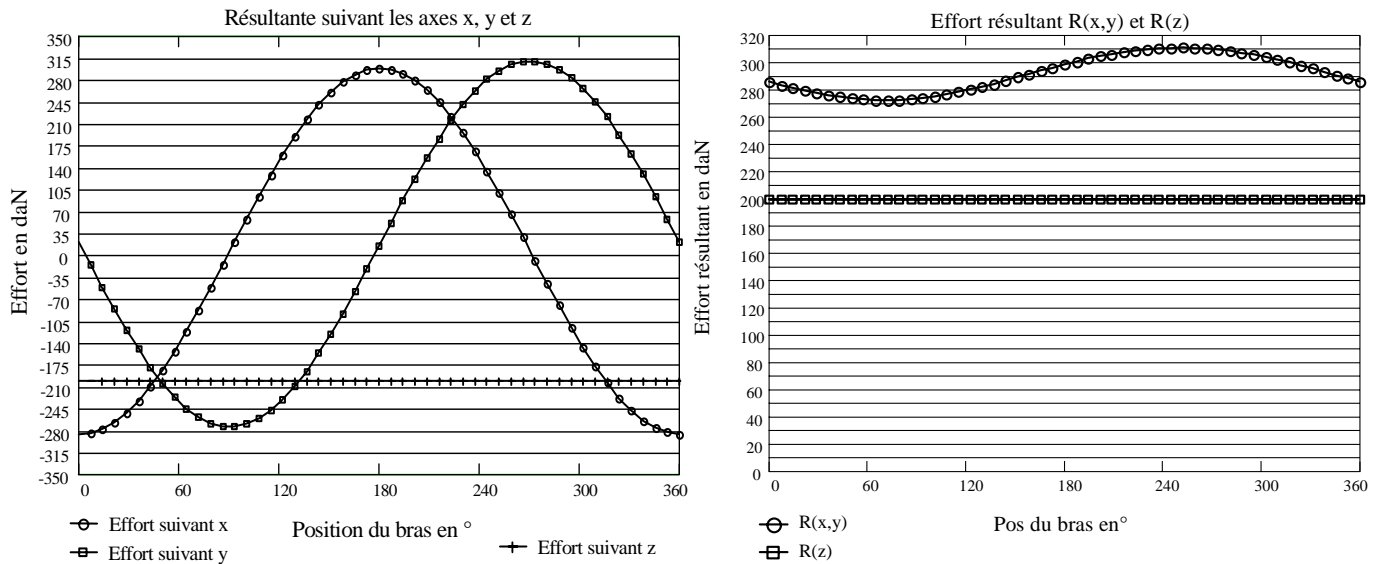 Résultante suivant les axes x, y et z
350
315
280
245
210
175
140
105
70
35
0
-35
-70
-105
-140
-175
-210
-245
-280
-315
-350
Effort en daN
0 60 120 180 240 300 360
Position du bras en °
Effort suivant x
Effort suivant y
Effort suivant z
Effort résultant R(x,y) et R(z)
320
300
280
260
240
220
200
180
160
140
120
100
80
60
40
20
0
Effort résultant en daN
0 60 120 180 240 300 360
Pos du bras en°
R(x,y)
R(z)